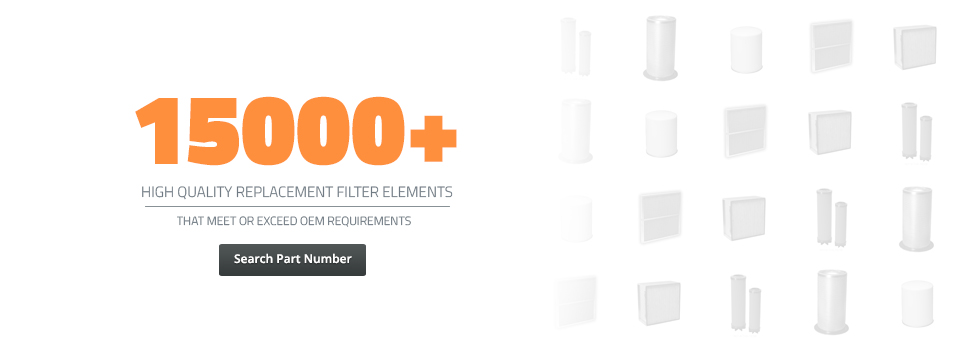 15000+
HIGH QUALITY REPLACEMENT FILTER ELEMENTS
THAT MEET OR EXCEED OEM REQUIREMENTS
Search Part Number